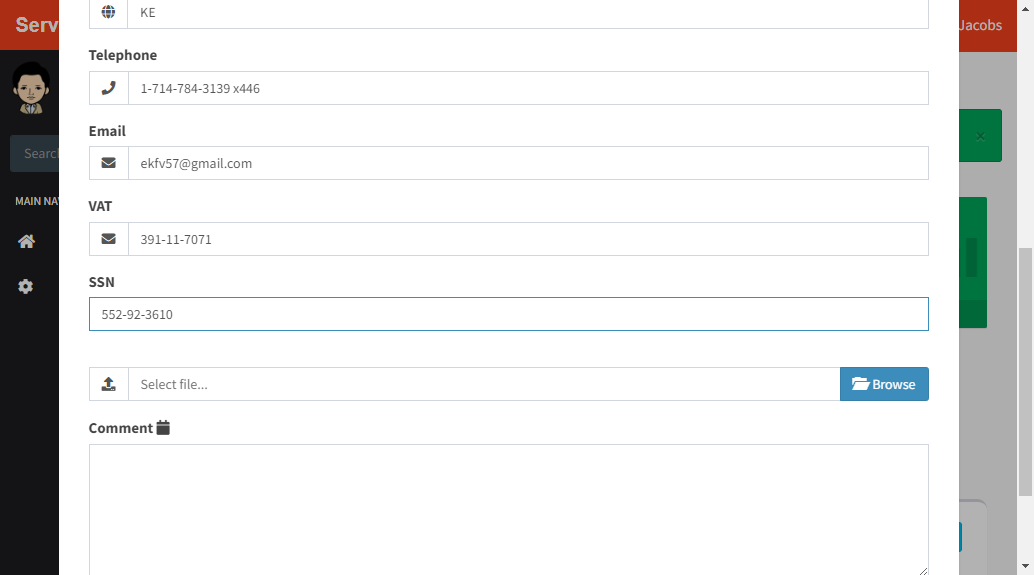 Serv
Jacobs
KE
Telephone
1-714-784-3139 x446
Email
ekfv57@gmail.com
Search
×
MAIN NA
VAT
391-11-7071
SSN
552-92-3610
Select file...
Browse
Comment